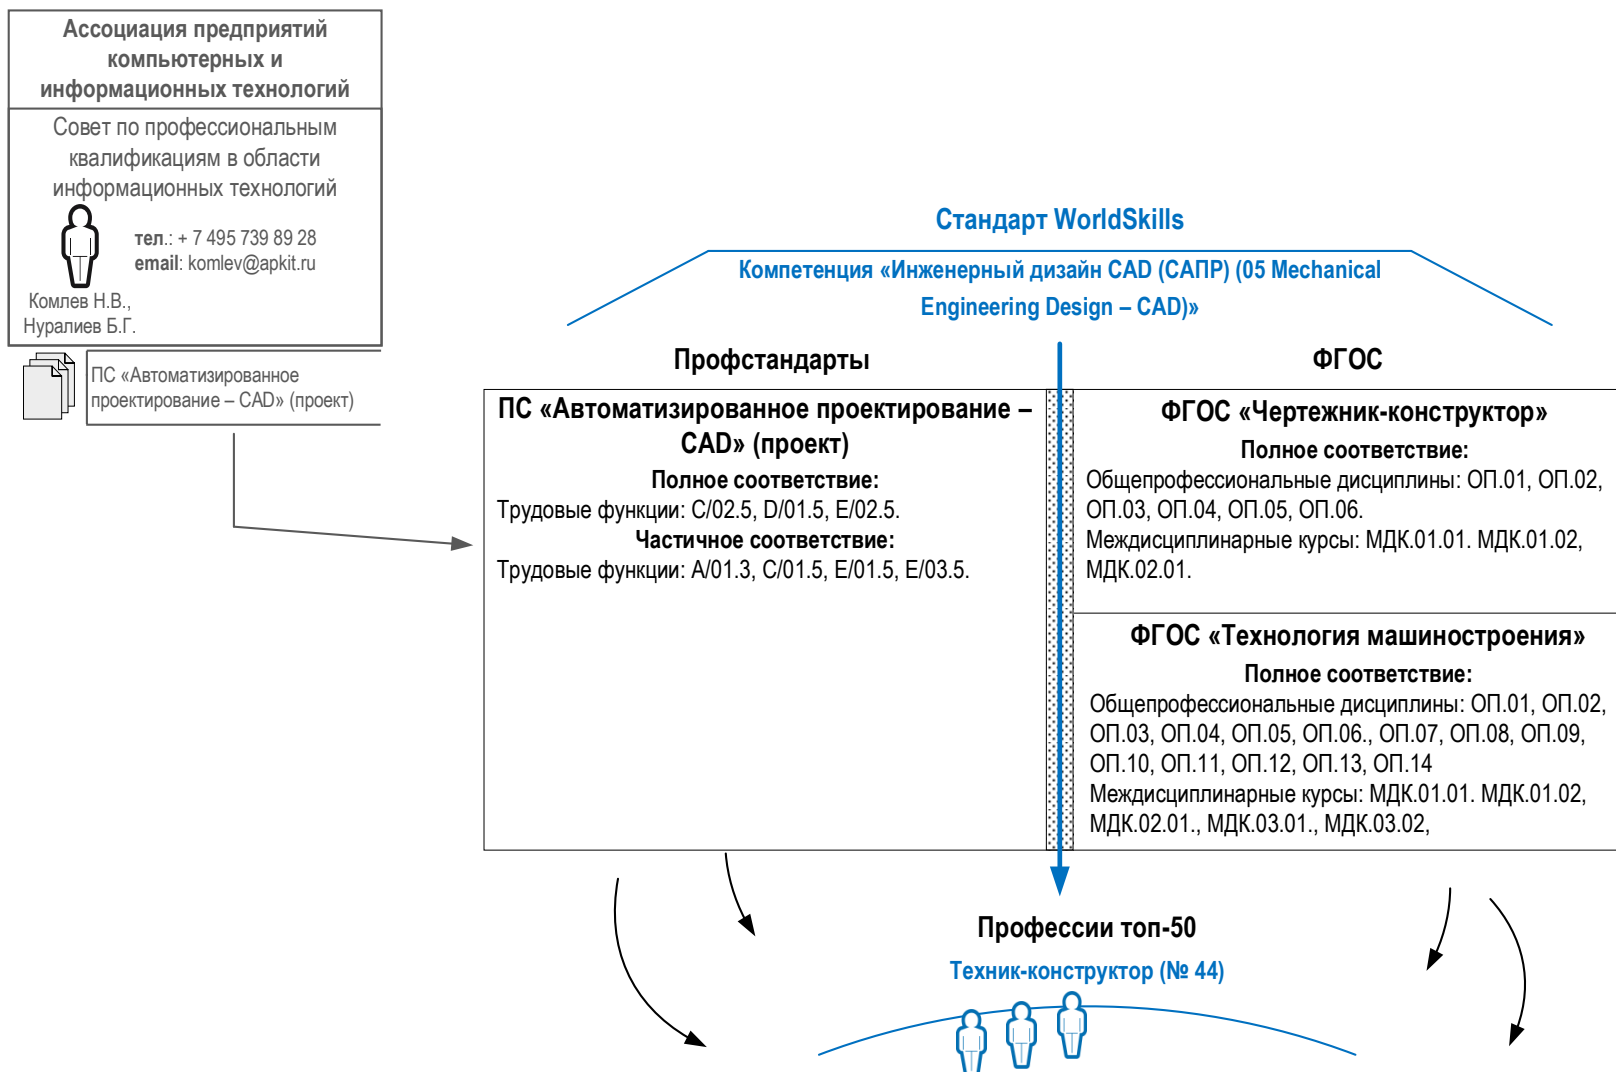 Ассоциация предприятий
компьютерных и
информационных технологий
Совет по профессиональным
квалификациям в области
информационных технологий
тел.: + 7 495 739 89 28
email: komlev@apkit.ru
Комлев Н.В.,
Нуралиев Б.Г.
ПС «Автоматизированное
проектирование – CAD» (проект)
Стандарт WorldSkills
Компетенция «Инженерный дизайн CAD (САПР) (05 Mechanical
Engineering Design – CAD)»
Профстандарты
ПС «Автоматизированное проектирование –
CAD» (проект)
Полное соответствие:
Трудовые функции: C/02.5, D/01.5, E/02.5.
Частичное соответствие:
Трудовые функции: A/01.3, C/01.5, E/01.5, E/03.5.
ФГОС
ФГОС «Чертежник-конструктор»
Полное соответствие:
Общепрофессиональные дисциплины: ОП.01, ОП.02,
ОП.03, ОП.04, ОП.05, ОП.06.
Междисциплинарные курсы: МДК.01.01. МДК.01.02,
МДК.02.01.
ФГОС «Технология машиностроения»
Полное соответствие:
Общепрофессиональные дисциплины: ОП.01, ОП.02,
ОП.03, ОП.04, ОП.05, ОП.06., ОП.07, ОП.08, ОП.09,
ОП.10, ОП.11, ОП.12, ОП.13, ОП.14
Междисциплинарные курсы: МДК.01.01. МДК.01.02,
МДК.02.01., МДК.03.01., МДК.03.02,
Профессии топ-50
Техник-конструктор (№ 44)